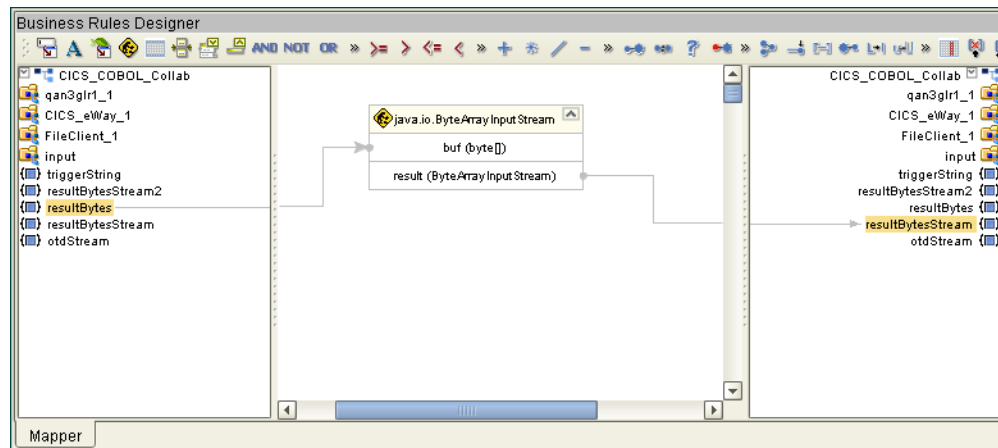 Business Rules Designer
A AND NOT OR » >= > <= < » + * / - » ? » »
CICS_COBOL_Collab
qan3glr1_1
CICS_eWay_1
FileClient_1
input
triggerString
resultBytesStream2
resultBytes
resultBytesStream
otdStream
java.io.ByteArrayInputStream
buf (byte[])
result (ByteArrayInputStream)
CICS_COBOL_Collab
qan3glr1_1
CICS_eWay_1
FileClient_1
input
triggerString
resultBytesStream2
resultBytes
resultBytesStream
otdStream
Mapper